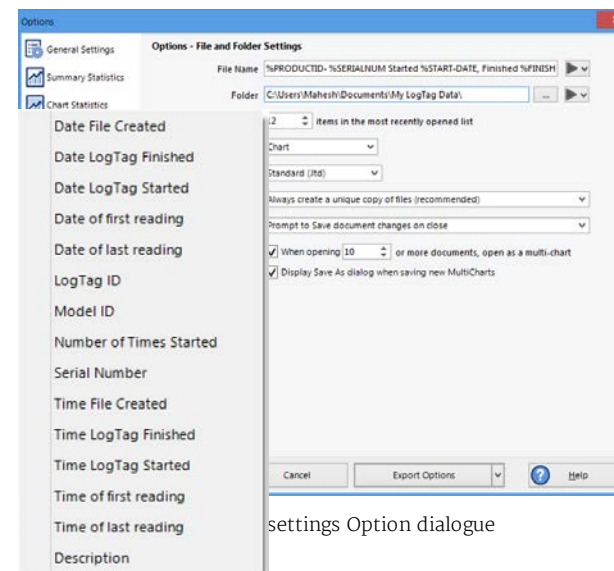 Options
General Settings
Options - File and Folder Settings
Summary Statistics
File Name %PRODUCTID- %SERIALNUM Started %START-DATE, Finished %FINISH
Chart Statistics
Folder C:\Users\Mahesh\Documents\My LogTag Data\ ...
items in the most recently opened list
Chart
Standard (ltd)
Always create a unique copy of files (recommended)
Prompt to Save document changes on close
When opening 10 or more documents, open as a multi-chart
Display Save As dialog when saving new MultiCharts
Date File Created
Date LogTag Finished
Date LogTag Started
Date of first reading
Date of last reading
LogTag ID
Model ID
Number of Times Started
Serial Number
Time File Created
Time LogTag Finished
Time LogTag Started
Time of first reading
Time of last reading
Description
Cancel Export Options ? Help
settings Option dialogue